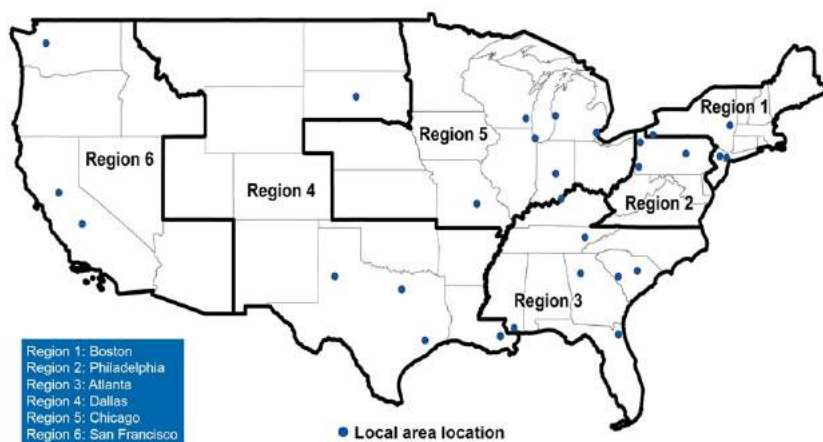 Region 1
Region 5
Region 6
Region 4
Region 2
Region 3
Region 1: Boston
Region 2: Philadelphia
Region 3: Atlanta
Region 4: Dallas
Region 5: Chicago
Region 6: San Francisco
Local area location